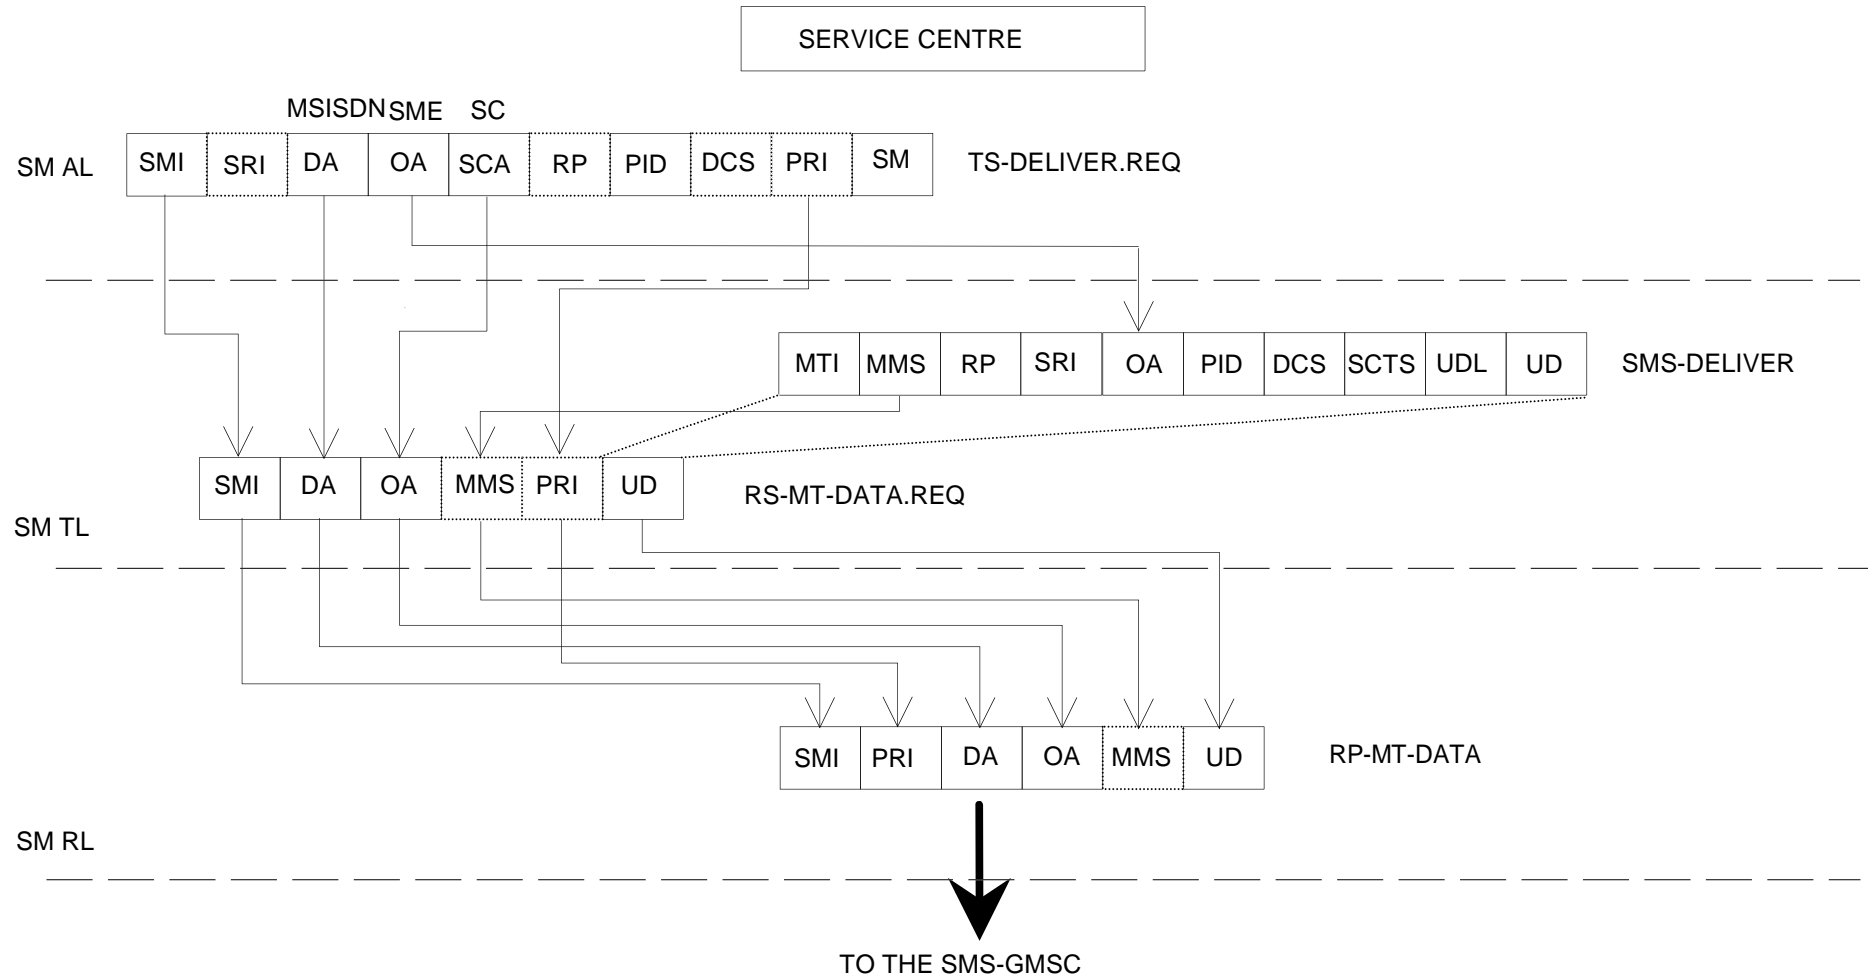 SERVICE CENTRE
MSISDN SME SC
SM AL SMI SRI DA OA SCA RP PID DCS PRI SM TS-DELIVER.REQ
MTI MMS RP SRI OA PID DCS SCTS UDL UD SMS-DELIVER
SMI DA OA MMS PRI UD RS-MT-DATA.REQ
SM TL
SMI PRI DA OA MMS UD RP-MT-DATA
SM RL
TO THE SMS-GMSC